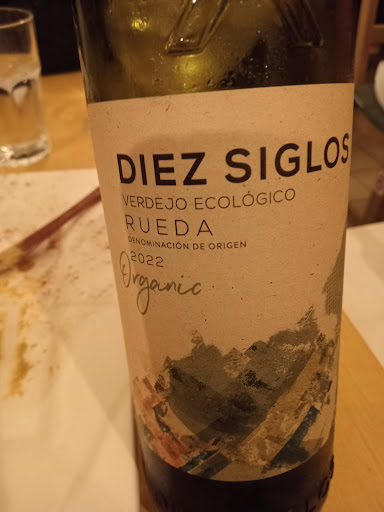 DIEZ SIGLOS
VERDEJO ECOLÓGICO
RUEDA
DENOMINACIÓN DE ORIGEN
2022
Organic